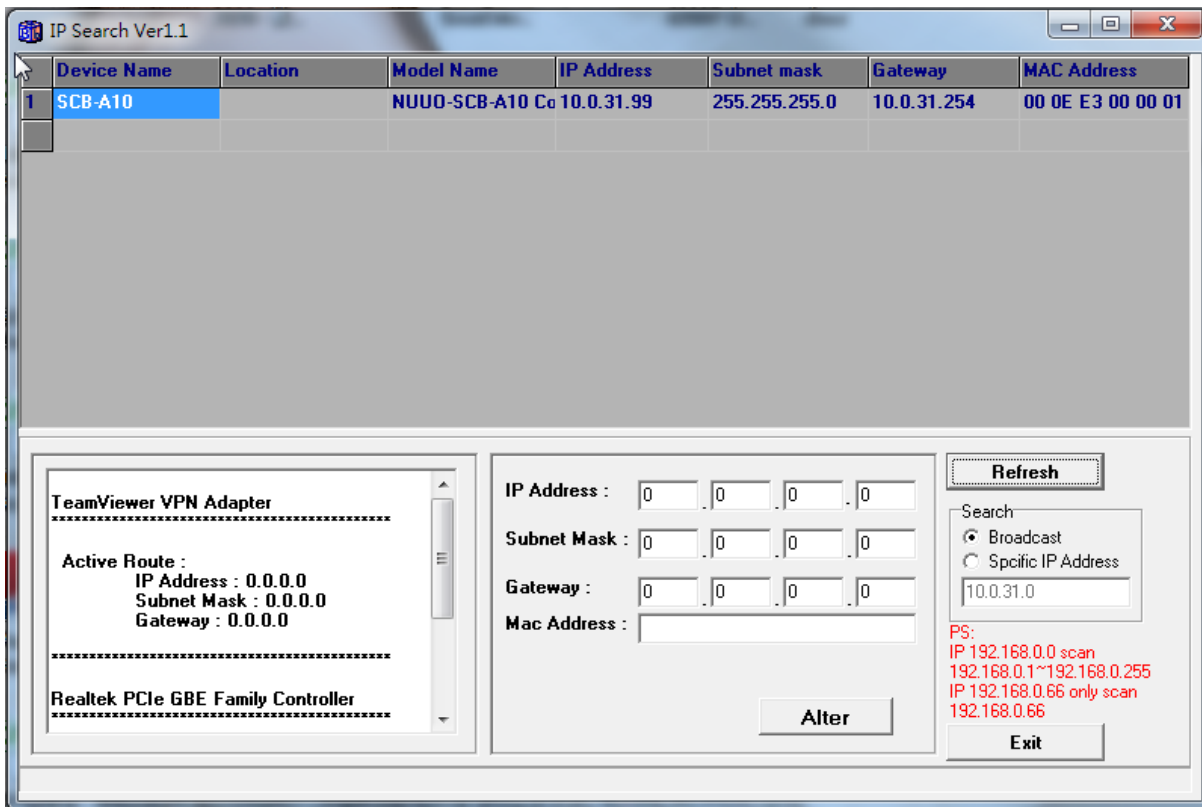 IP Search Ver1.1
Device Name Location Model Name IP Address Subnet mask Gateway MAC Address
1 SCB-A10 NUUO-SCB-A10 Co 10.0.31.99 255.255.255.0 10.0.31.254 00 0E E3 00 00 01
TeamViewer VPN Adapter
*********************************************
Active Route :
IP Address : 0.0.0.0
Subnet Mask : 0.0.0.0
Gateway : 0.0.0.0
*********************************************
Realtek PCIe GBE Family Controller
*********************************************
IP Address : 0 . 0 . 0 . 0
Subnet Mask : 0 . 0 . 0 . 0
Gateway : 0 . 0 . 0 . 0
Mac Address :
Alter
Refresh
Search
Broadcast
Spcific IP Address
10.0.31.0
PS:
IP 192.168.0.0 scan
192.168.0.1~192.168.0.255
IP 192.168.0.66 only scan
192.168.0.66
Exit